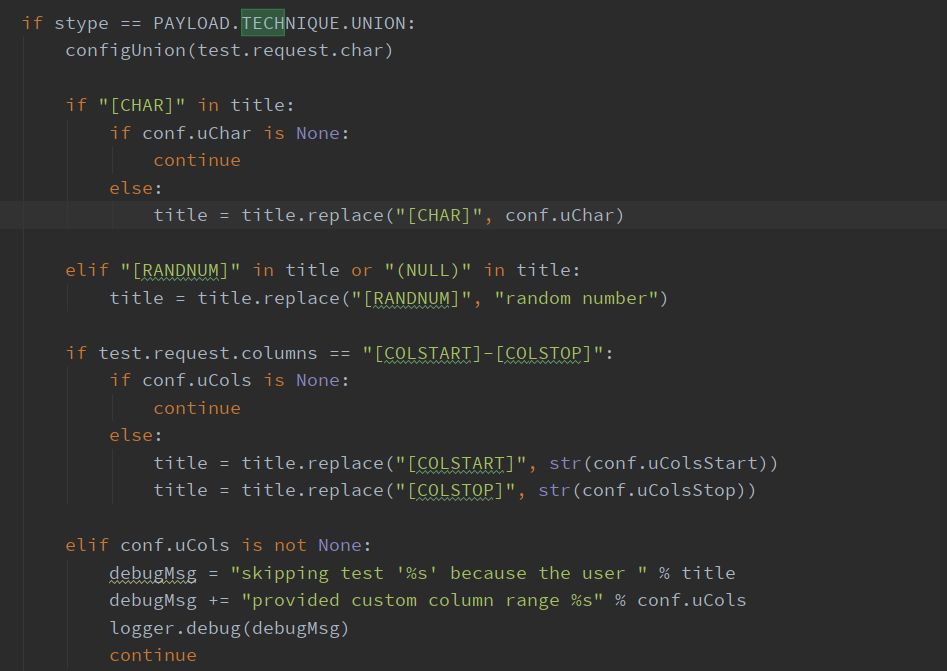 if stype == PAYLOAD.TECHNIQUE.UNION:
    configUnion(test.request.char)

    if "[CHAR]" in title:
        if conf.uChar is None:
            continue
        else:
            title = title.replace("[CHAR]", conf.uChar)

    elif "[RANDNUM]" in title or "(NULL)" in title:
        title = title.replace("[RANDNUM]", "random number")

    if test.request.columns == "[COLSTART]-[COLSTOP]":
        if conf.uCols is None:
            continue
        else:
            title = title.replace("[COLSTART]", str(conf.uColsStart))
            title = title.replace("[COLSTOP]", str(conf.uColsStop))

    elif conf.uCols is not None:
        debugMsg = "skipping test '%s' because the user " % title
        debugMsg += "provided custom column range %s" % conf.uCols
        logger.debug(debugMsg)
        continue